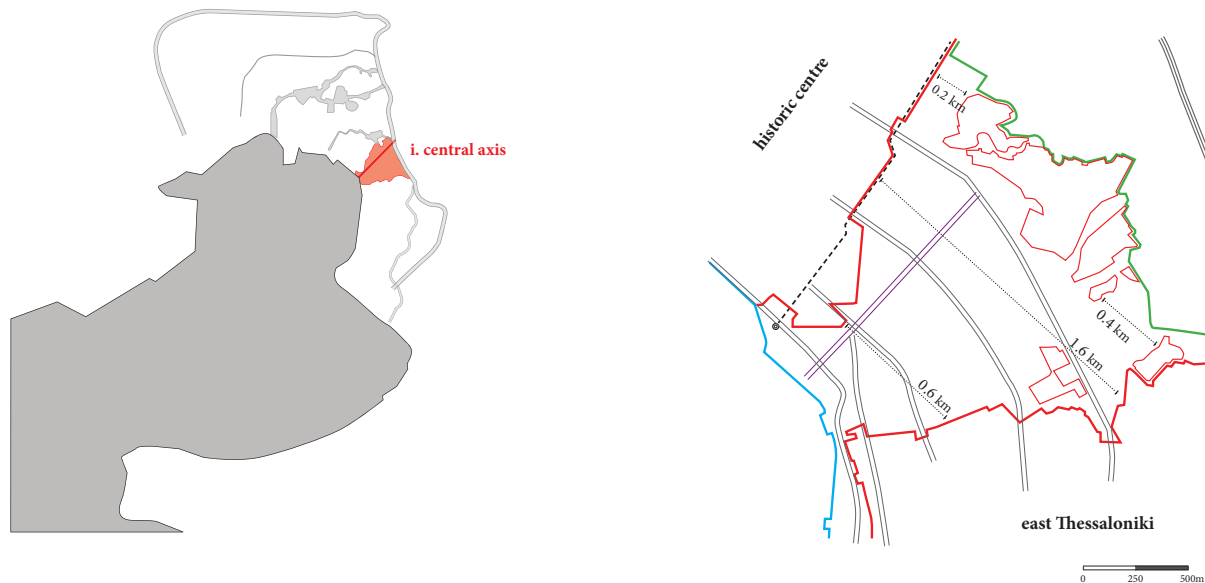 i. central axis
historic centre
0.2 km
0.4 km
1.6 km
0.6 km
east Thessaloniki
0 250 500m